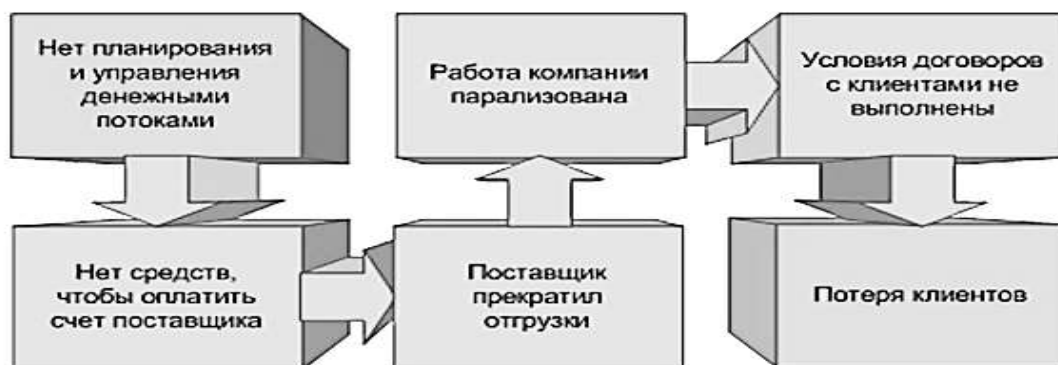 Нет планирования
и управления
денежными
потоками
Нет средств,
чтобы оплатить
счет поставщика
Поставщик
прекратил
отгрузки
Работа компании
парализована
Условия договоров
с клиентами не
выполнены
Потеря клиентов